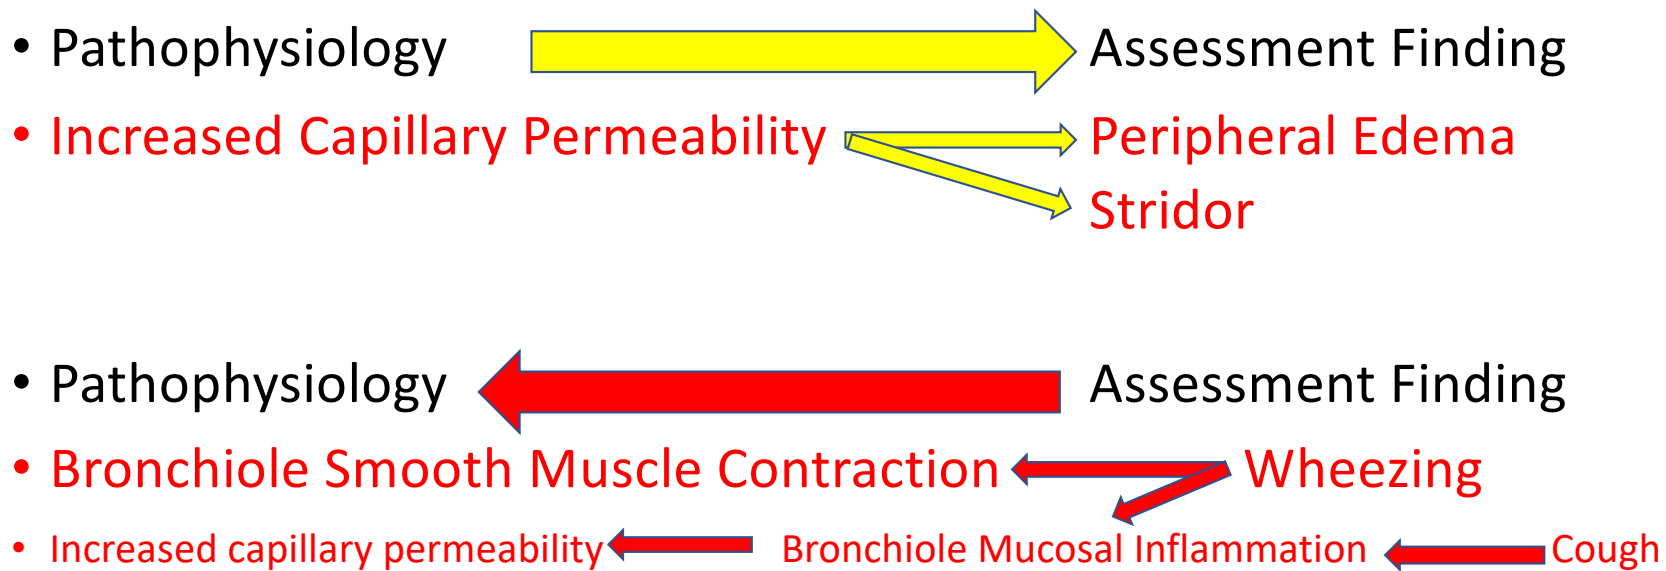 • Pathophysiology Assessment Finding
• Increased Capillary Permeability Peripheral Edema
Stridor
• Pathophysiology Assessment Finding
• Bronchiole Smooth Muscle Contraction Wheezing
• Increased capillary permeability Bronchiole Mucosal Inflammation Cough